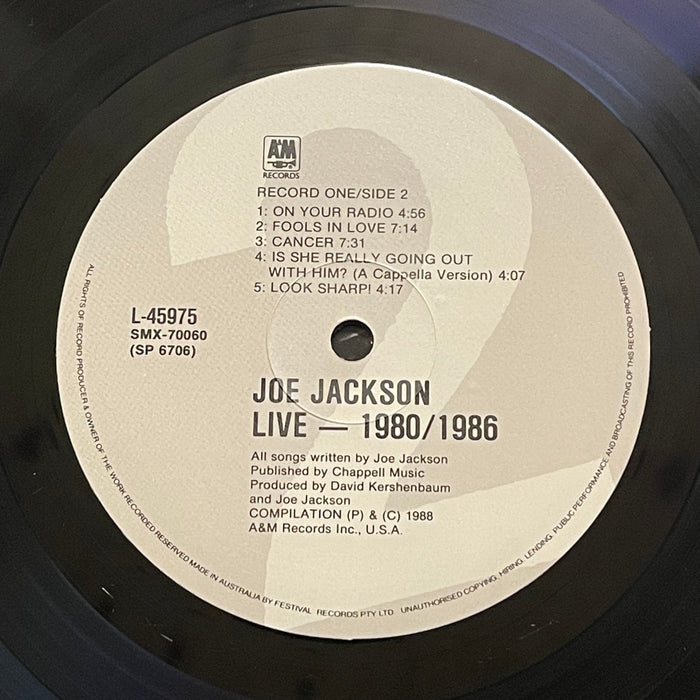 A&M
RECORDS
RECORD ONE/SIDE 2
1: ON YOUR RADIO 4:56
2: FOOLS IN LOVE 7:14
3: CANCER 7:31
4: IS SHE REALLY GOING OUT
WITH HIM? (A Cappella Version) 4:07
5: LOOK SHARP! 4:17
L-45975
SMX-70060
(SP 6706)
JOE JACKSON
LIVE — 1980/1986
All songs written by Joe Jackson
Published by Chappell Music
Produced by David Kershenbaum
and Joe Jackson
COMPILATION (P) & (C) 1988
A&M Records Inc., U.S.A.
ALL RIGHTS OF RECORD PRODUCER & OWNER OF THE WORK RECORDED RESERVED MADE IN AUSTRALIA BY FESTIVAL RECORDS PTY LTD UNAUTHORISED COPYING, HIRING, LENDING, PUBLIC PERFORMANCE AND BROADCASTING OF THIS RECORD PROHIBITED
2